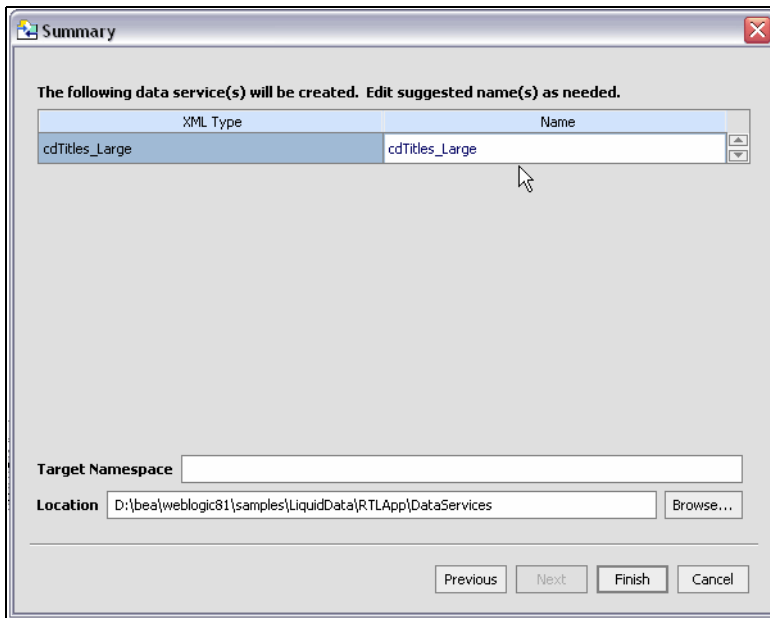 Summary
The following data service(s) will be created. Edit suggested name(s) as needed.
XML Type Name
cdTitles_Large cdTitles_Large
Target Namespace
Location D:\bea\weblogic81\samples\LiquidData\RTLApp\DataServices Browse...
Previous Next Finish Cancel